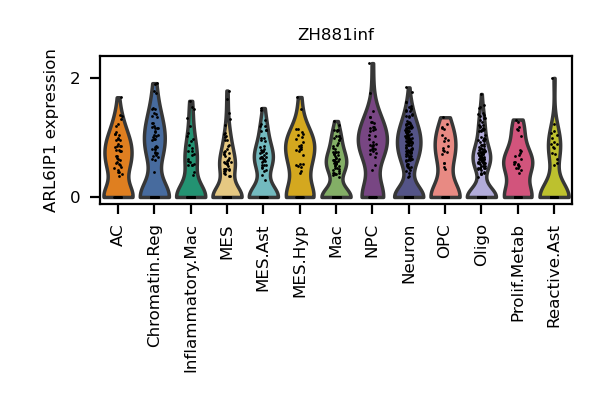 ZH881inf
ARL6IP1 expression
2
0
AC
Chromatin.Reg
Inflammatory.Mac
MES
MES.Ast
MES.Hyp
Mac
NPC
Neuron
OPC
Oligo
Prolif.Metab
Reactive.Ast